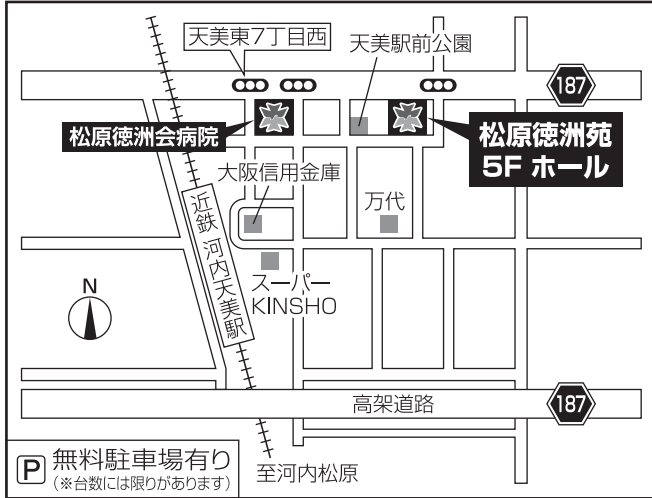 天美東7丁目西
天美駅前公園
187
松原徳洲会病院
松原徳洲苑
5F ホール
大阪信用金庫
万代
近鉄 河内天美駅
スーパー
KINSHO
N
高架道路
187
P 無料駐車場有り
(※台数には限りがあります)
至河内松原